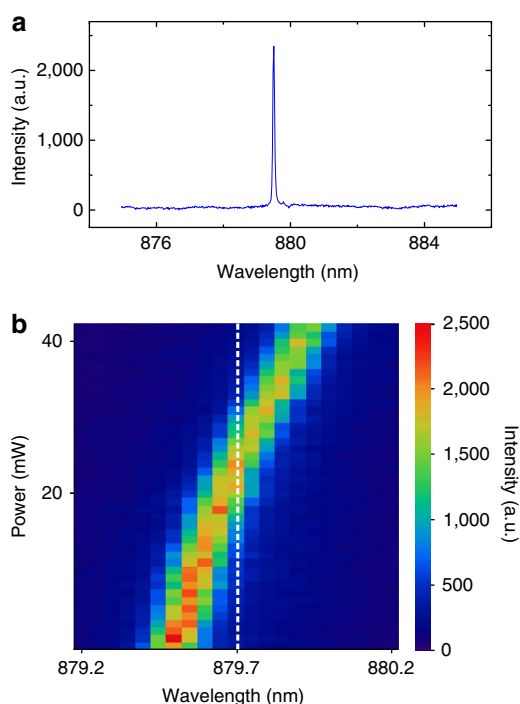 a
2,000
1,000
0
Intensity (a.u.)
876
880
884
Wavelength (nm)
b
40
20
Power (mW)
879.2
879.7
880.2
Wavelength (nm)
2,500
2,000
1,500
1,000
500
0
Intensity
(a.u.)